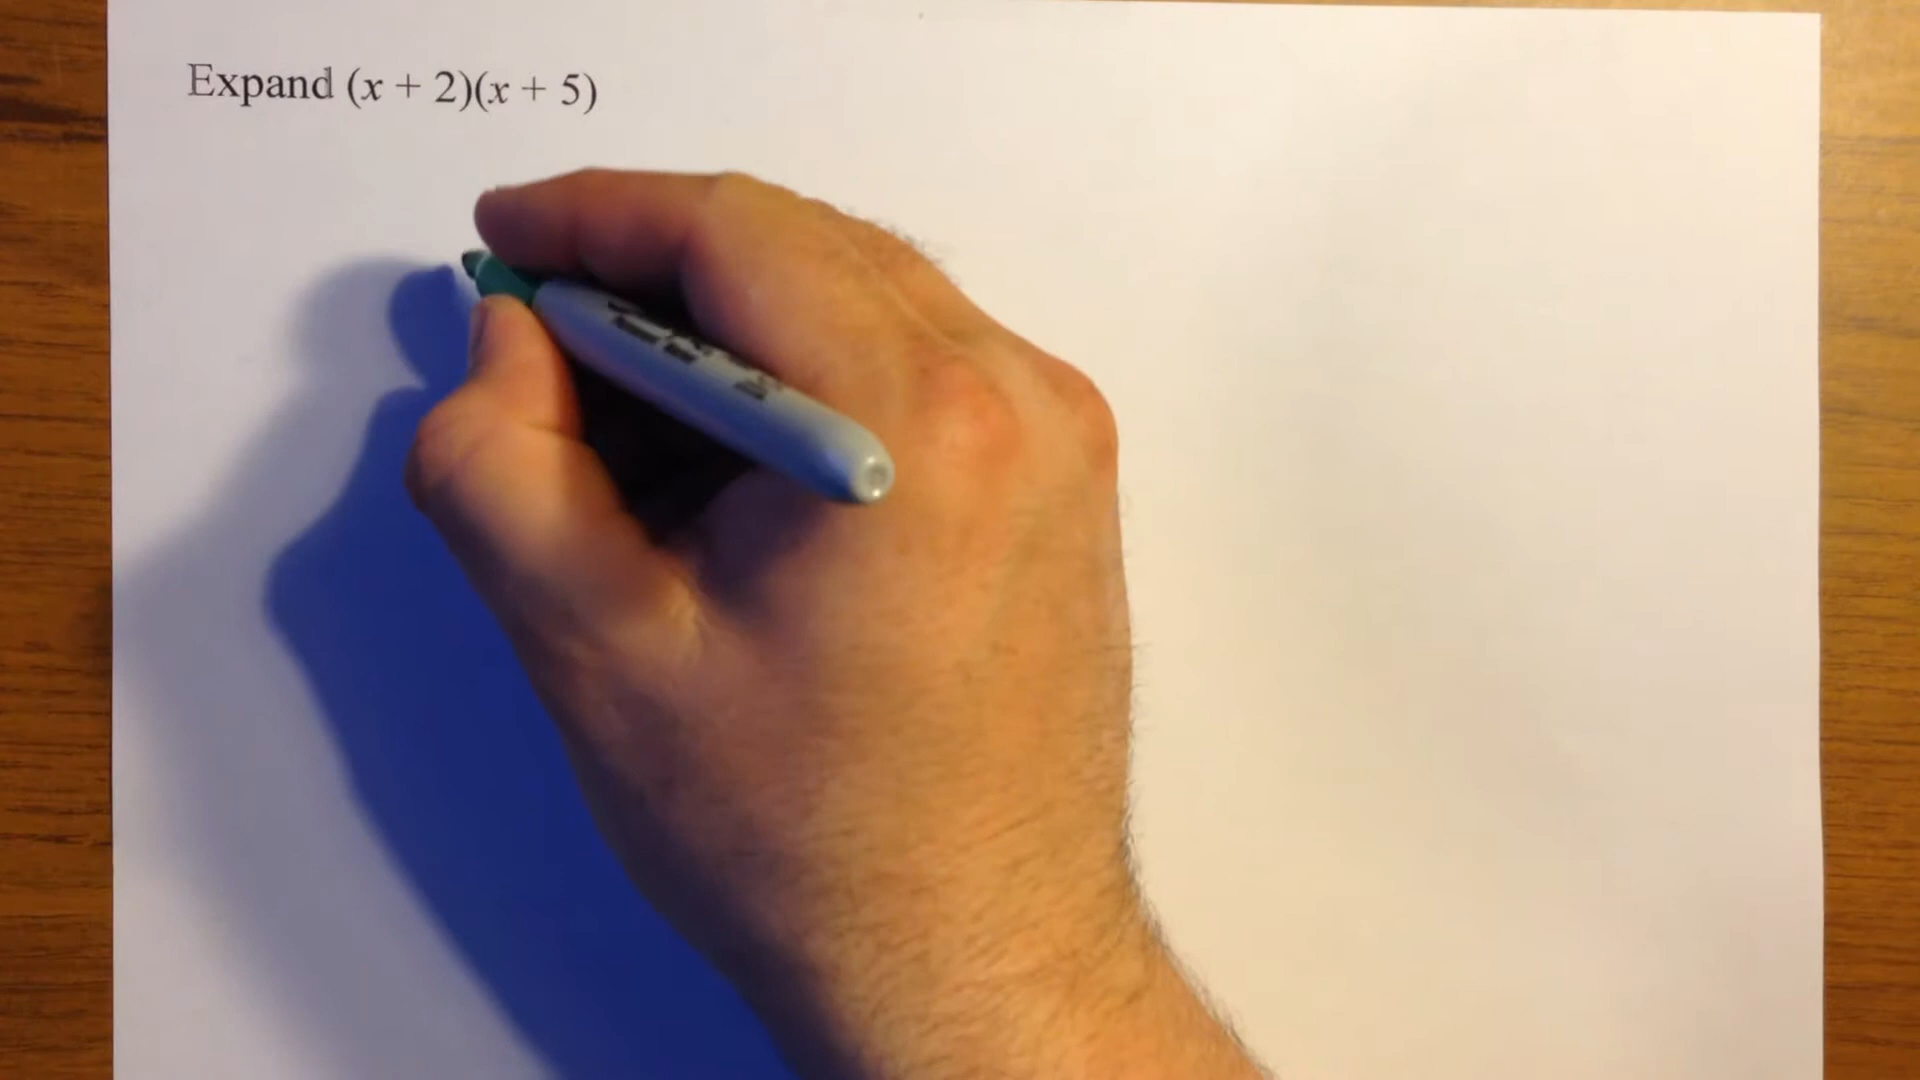 Expand (x + 2)(x + 5)